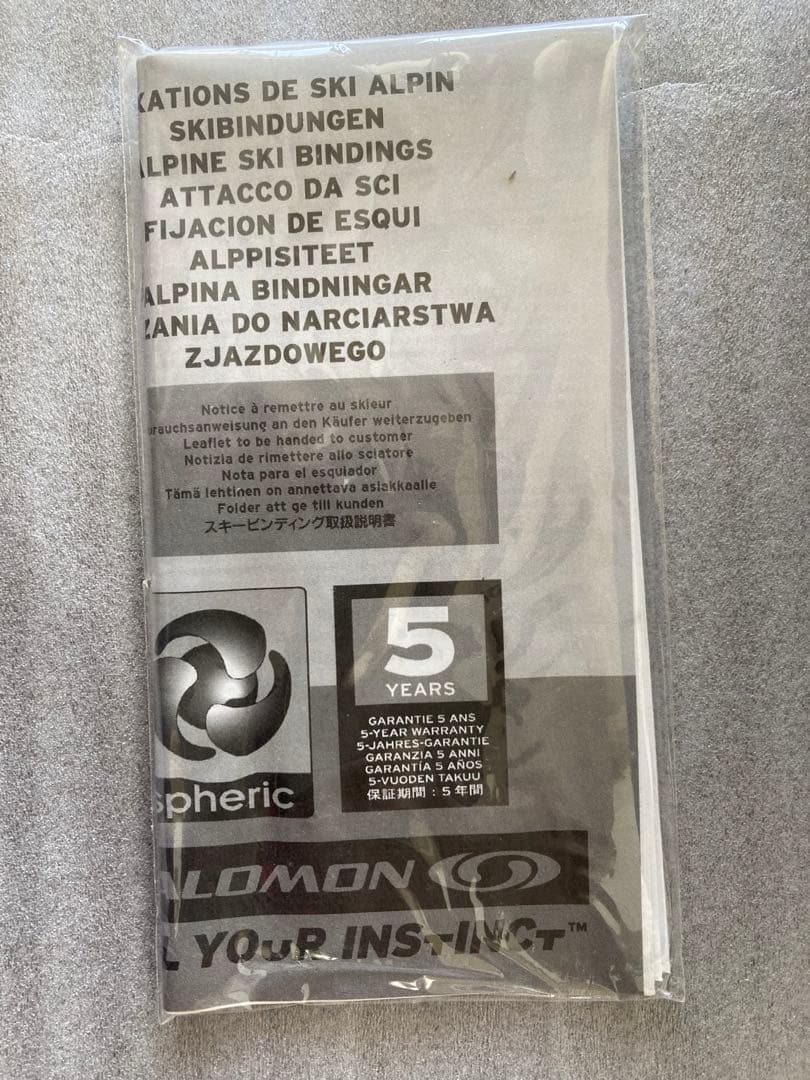 XATIONS DE SKI ALPIN
SKIBINDUNGEN
ALPINE SKI BINDINGS
ATTACCO DA SCI
FIJACION DE ESQUI
ALPPISITEET
ALPINA BINDNINGAR
ZANIA DO NARCIARSTWA
ZJAZDOWEGO
Notice à remettre au skieur
brauchsanweisung an den Käufer weiterzugeben
Leaflet to be handed to customer
Notizia de rimettere allo sciatore
Nota para el esquiador
Tämä lehtinen on annettava asiakkaalle
Folder att ge till kunden
スキービンディング取扱説明書
spheric
5
YEARS
GARANTIE 5 ANS
5-YEAR WARRANTY
5-JAHRES-GARANTIE
GARANZIA 5 ANNI
GARANTÍA 5 AÑOS
5-VUODEN TAKUU
保証期間：5年間
ALOMON
L YOUR INSTINCT™